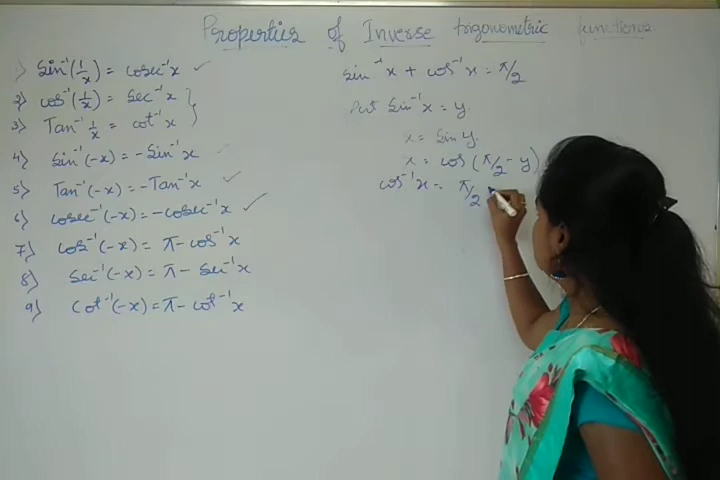 Properties of Inverse trigonometric functions
1) sin⁻¹(1/x) = cosec⁻¹x ✓
2) cos⁻¹(1/x) = sec⁻¹x
3) Tan⁻¹ 1/x = cot⁻¹x
4) sin⁻¹(-x) = -sin⁻¹x
5) Tan⁻¹(-x) = -Tan⁻¹x ✓
6) cosec⁻¹(-x) = -cosec⁻¹x ✓
7) cos⁻¹(-x) = π - cos⁻¹x
8) sec⁻¹(-x) = π - sec⁻¹x
9) cot⁻¹(-x) = π - cot⁻¹x
sin⁻¹x + cos⁻¹x = π/2
Put sin⁻¹x = y
x = sin y
x = cos(π/2 - y)
cos⁻¹x = π/2